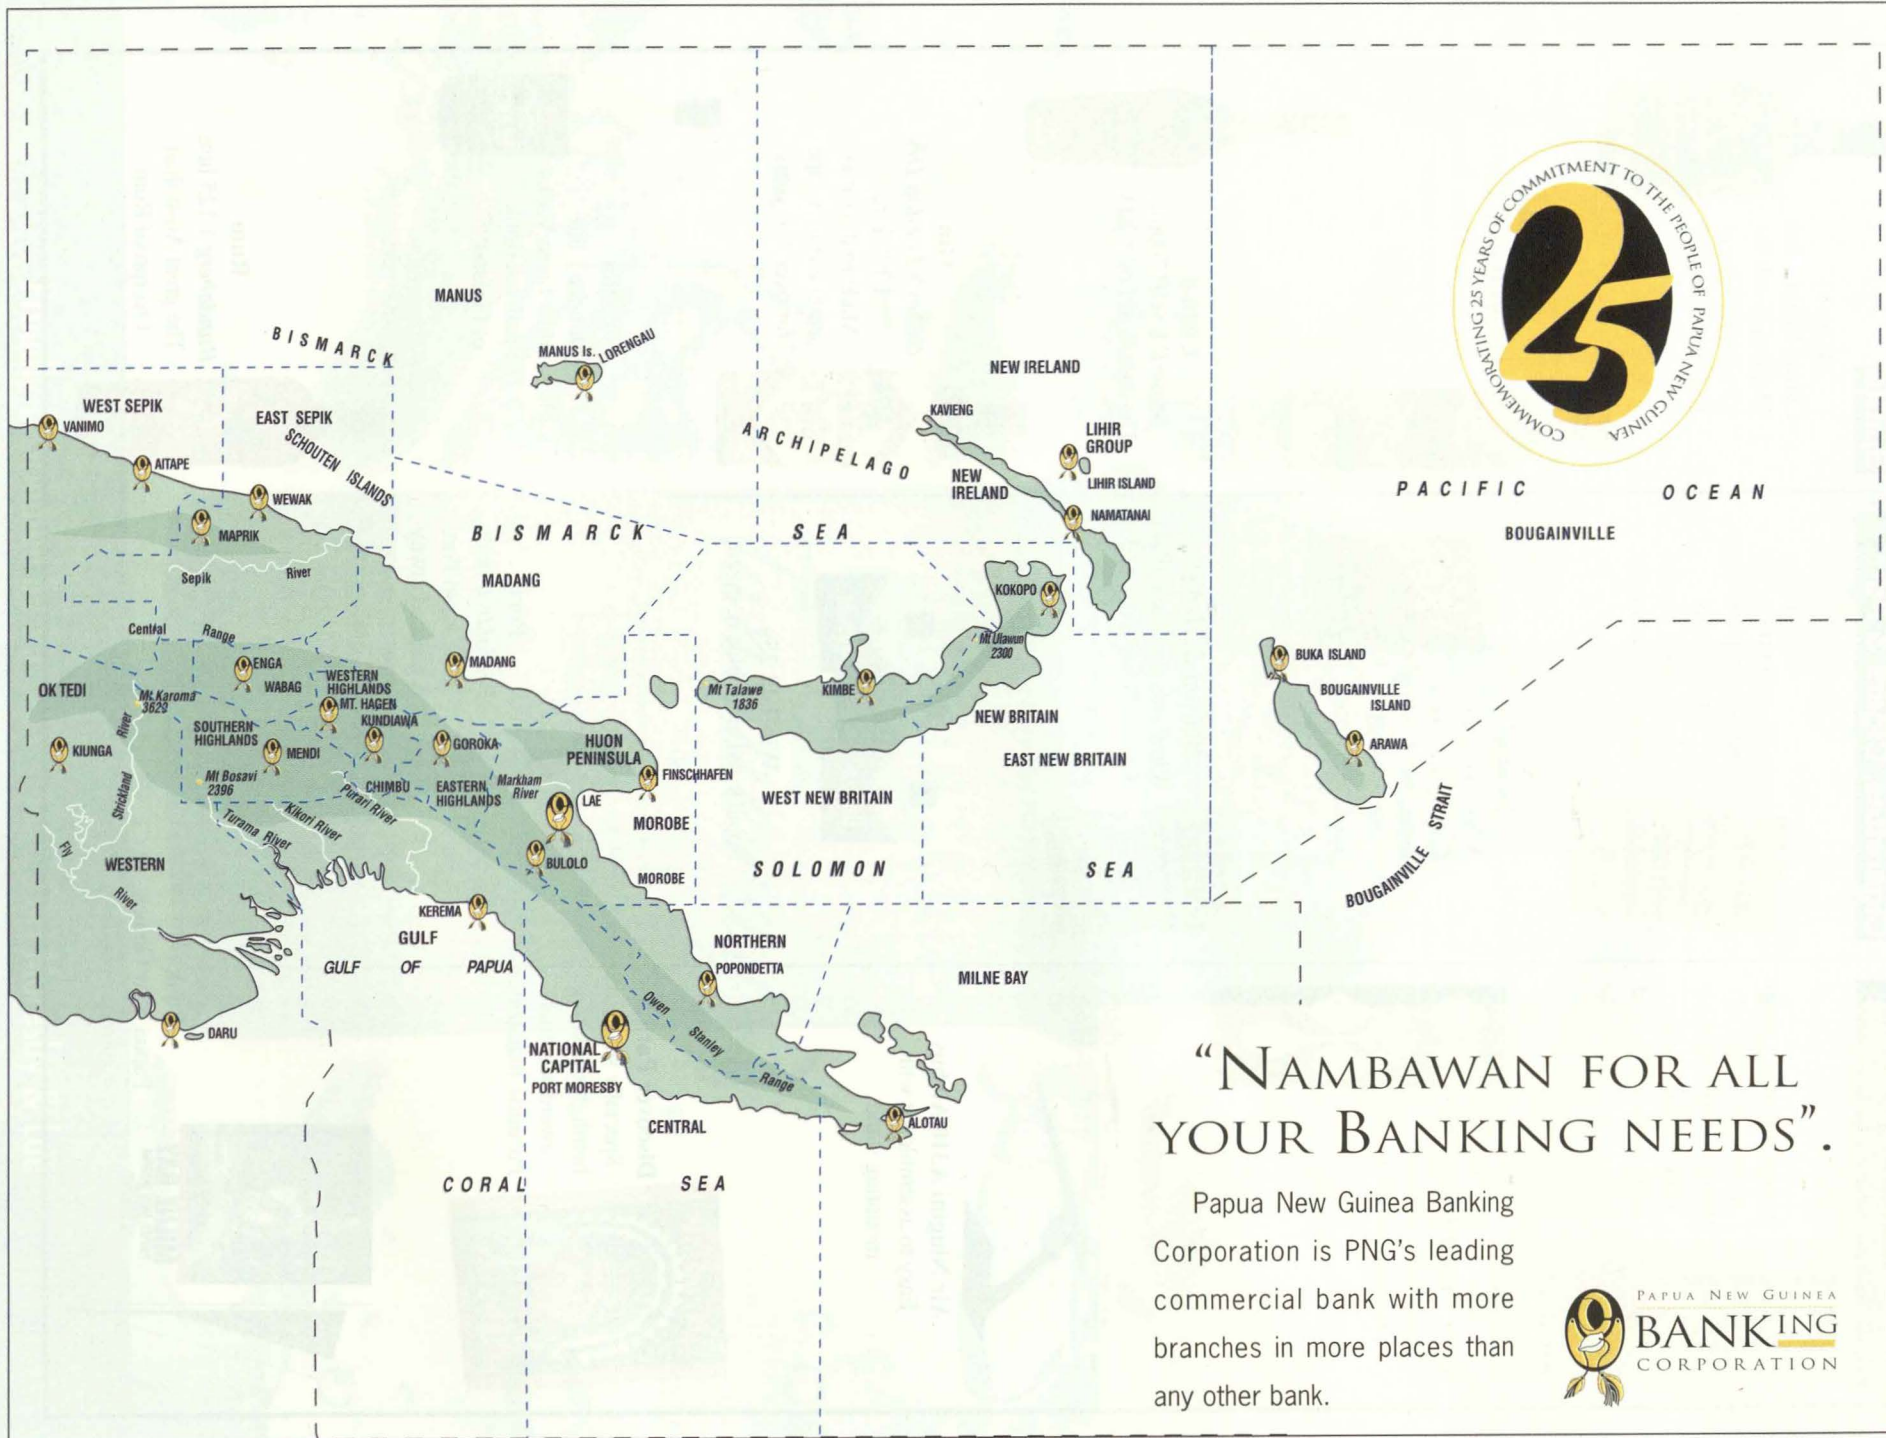 COMMEMORATING 25 YEARS OF COMMITMENT TO THE PEOPLE OF PAPUA NEW GUINEA
25
MANUS
BISMARCK
MANUS Is.
LORENGAU
NEW IRELAND
WEST SEPIK
VANIMO
EAST SEPIK
SCHOUTEN ISLANDS
AITAPE
WEWAK
MAPRIK
ARCHIPELAGO
KAVIENG
LIHIR
GROUP
NEW
IRELAND
LIHIR ISLAND
NAMATANAI
PACIFIC OCEAN
BOUGAINVILLE
BISMARCK SEA
MADANG
Sepik River
KOKOPO
Central Range
Mt Ulawun
2300
ENGA
WABAG
MADANG
WESTERN
HIGHLANDS
MT. HAGEN
KUNDIAWA
OK TEDI
Mt Karoma
3629
Mt Talawe
1836
KIMBE
BUKA ISLAND
BOUGAINVILLE
ISLAND
ARAWA
SOUTHERN
HIGHLANDS
MENDI
GOROKA
KIUNGA
HUON
PENINSULA
FINSCHHAFEN
NEW BRITAIN
EAST NEW BRITAIN
Mt Bosavi
2396
CHIMBU
EASTERN
HIGHLANDS
Markham
River
LAE
WEST NEW BRITAIN
Strickland River
Purari River
Kikori River
Turama River
MOROBE
BULOLO
MOROBE
SOLOMON SEA
BOUGAINVILLE STRAIT
Fly River
WESTERN
KEREMA
GULF
GULF OF PAPUA
NORTHERN
POPONDETTA
MILNE BAY
DARU
Owen Stanley Range
NATIONAL
CAPITAL
PORT MORESBY
CENTRAL
ALOTAU
CORAL SEA
“NAMBAWAN FOR ALL
YOUR BANKING NEEDS”.
Papua New Guinea Banking
Corporation is PNG's leading
commercial bank with more
branches in more places than
any other bank.
PAPUA NEW GUINEA
BANKING
CORPORATION